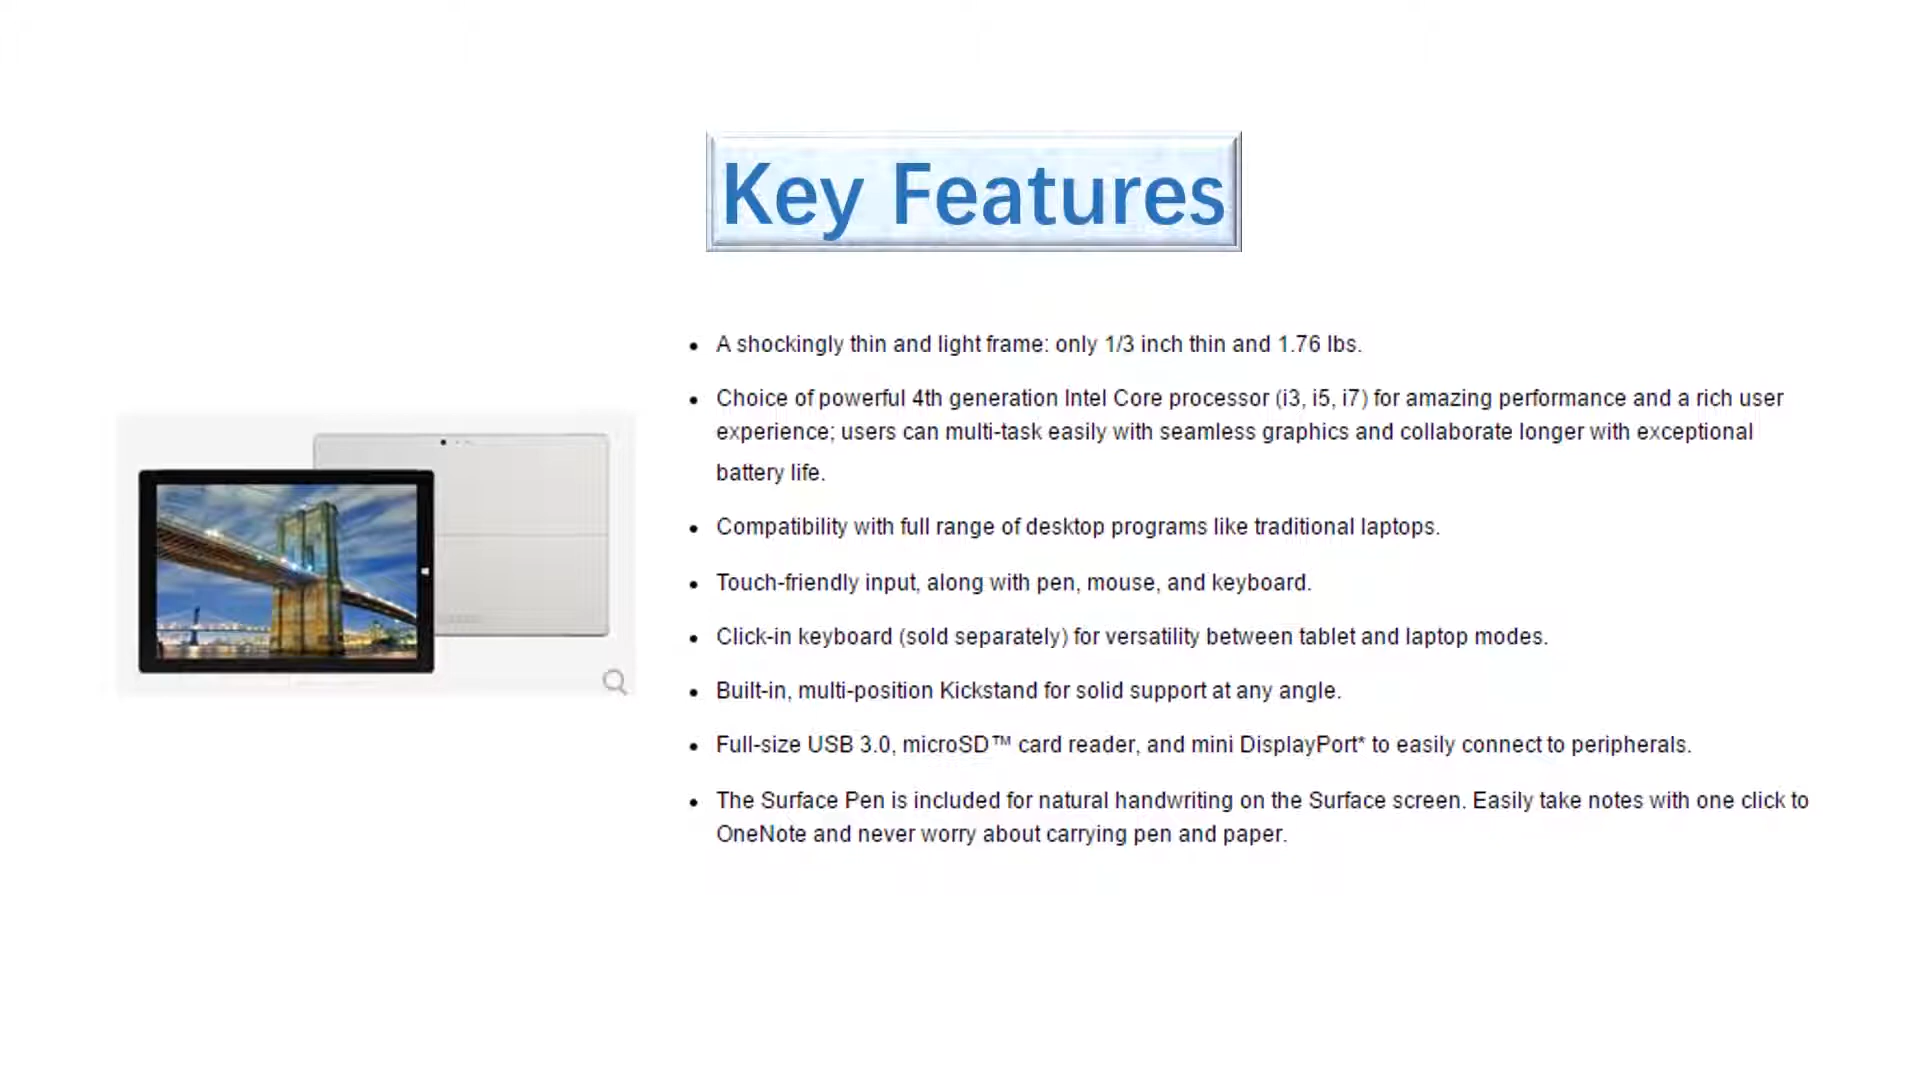 Key Features
• A shockingly thin and light frame: only 1/3 inch thin and 1.76 lbs.
• Choice of powerful 4th generation Intel Core processor (i3, i5, i7) for amazing performance and a rich user
experience; users can multi-task easily with seamless graphics and collaborate longer with exceptional
battery life.
• Compatibility with full range of desktop programs like traditional laptops.
• Touch-friendly input, along with pen, mouse, and keyboard.
• Click-in keyboard (sold separately) for versatility between tablet and laptop modes.
• Built-in, multi-position Kickstand for solid support at any angle.
• Full-size USB 3.0, microSD™ card reader, and mini DisplayPort* to easily connect to peripherals.
• The Surface Pen is included for natural handwriting on the Surface screen. Easily take notes with one click to
OneNote and never worry about carrying pen and paper.